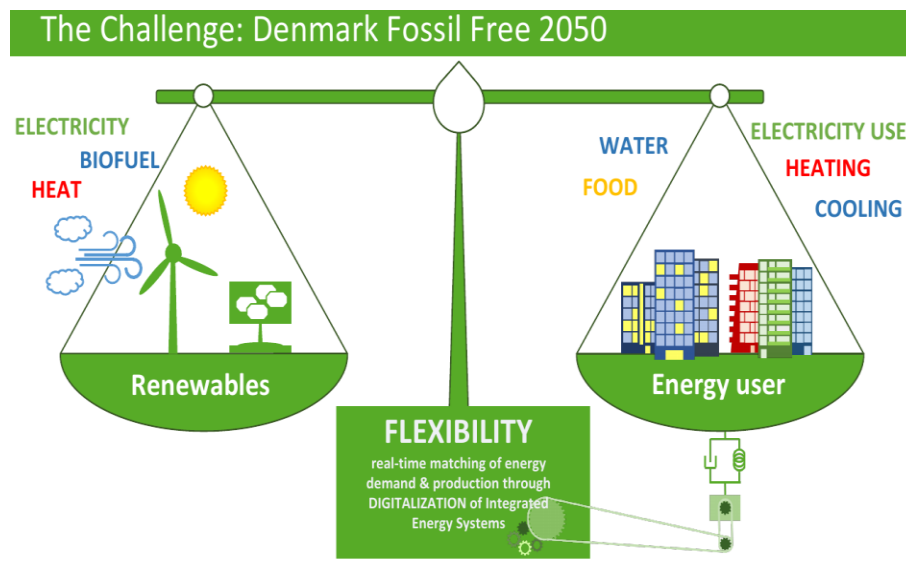 The Challenge: Denmark Fossil Free 2050
ELECTRICITY
BIOFUEL
HEAT
WATER
FOOD
ELECTRICITY USE
HEATING
COOLING
Renewables
Energy user
FLEXIBILITY
real-time matching of energy
demand & production through
DIGITALIZATION of Integrated
Energy Systems